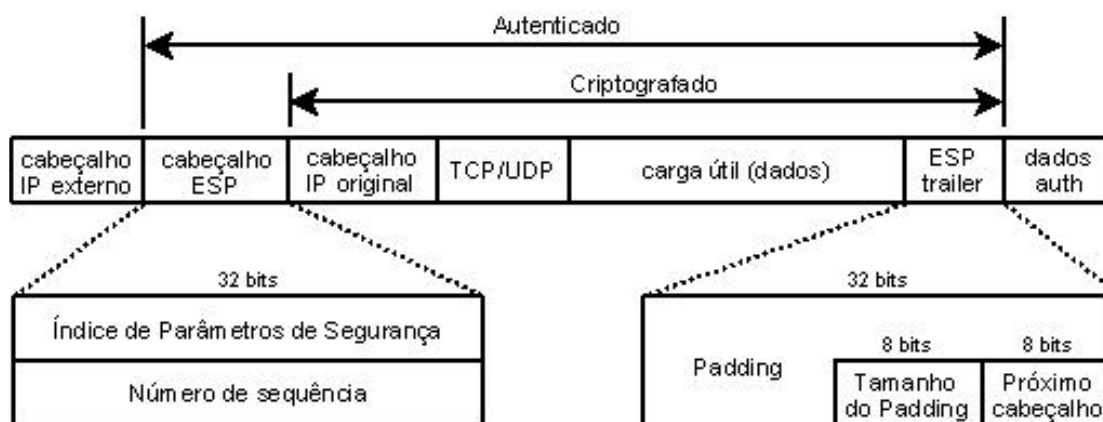 Autenticado
Criptografado
cabeçalho
IP externo
cabeçalho
ESP
cabeçalho
IP original
TCP/UDP
carga útil (dados)
ESP
trailer
dados
auth
32 bits
Índice de Parâmetros de Segurança
Número de sequência
32 bits
8 bits
8 bits
Padding
Tamanho
do Padding
Próximo
cabeçalho